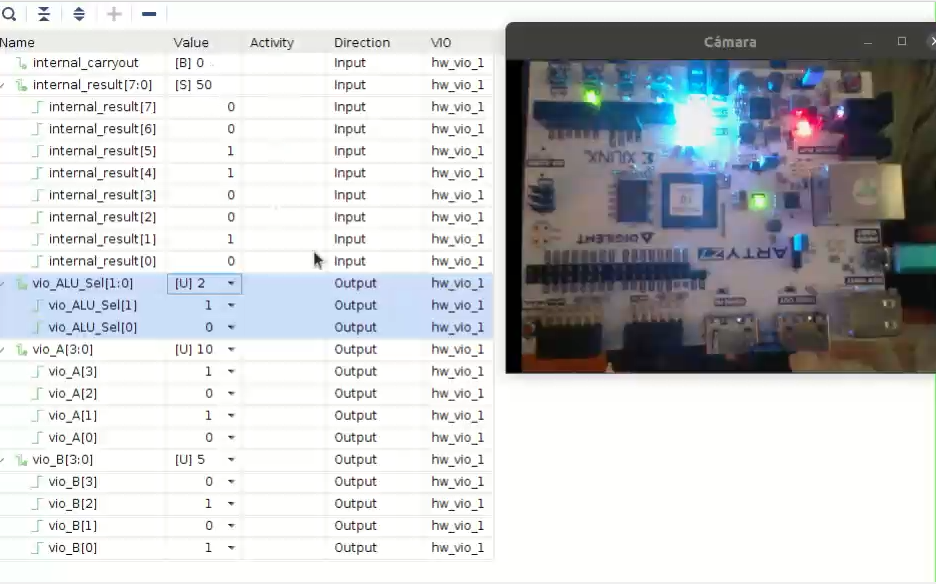 Name Value Activity Direction VIO
internal_carryout [B] 0 Input hw_vio_1
internal_result[7:0] [S] 50 Input hw_vio_1
internal_result[7] 0 Input hw_vio_1
internal_result[6] 0 Input hw_vio_1
internal_result[5] 1 Input hw_vio_1
internal_result[4] 1 Input hw_vio_1
internal_result[3] 0 Input hw_vio_1
internal_result[2] 0 Input hw_vio_1
internal_result[1] 1 Input hw_vio_1
internal_result[0] 0 Input hw_vio_1
vio_ALU_Sel[1:0] [U] 2 Output hw_vio_1
vio_ALU_Sel[1] 1 Output hw_vio_1
vio_ALU_Sel[0] 0 Output hw_vio_1
vio_A[3:0] [U] 10 Output hw_vio_1
vio_A[3] 1 Output hw_vio_1
vio_A[2] 0 Output hw_vio_1
vio_A[1] 1 Output hw_vio_1
vio_A[0] 0 Output hw_vio_1
vio_B[3:0] [U] 5 Output hw_vio_1
vio_B[3] 0 Output hw_vio_1
vio_B[2] 1 Output hw_vio_1
vio_B[1] 0 Output hw_vio_1
vio_B[0] 1 Output hw_vio_1
Cámara
XILINX
DIGILENT
ARTY Z7